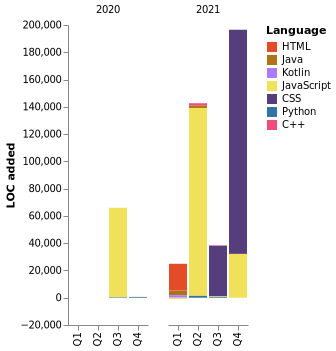 2020
2021
LOC added
200,000
180,000
160,000
140,000
120,000
100,000
80,000
60,000
40,000
20,000
0
−20,000
Q1
Q2
Q3
Q4
Q1
Q2
Q3
Q4
Language
HTML
Java
Kotlin
JavaScript
CSS
Python
C++